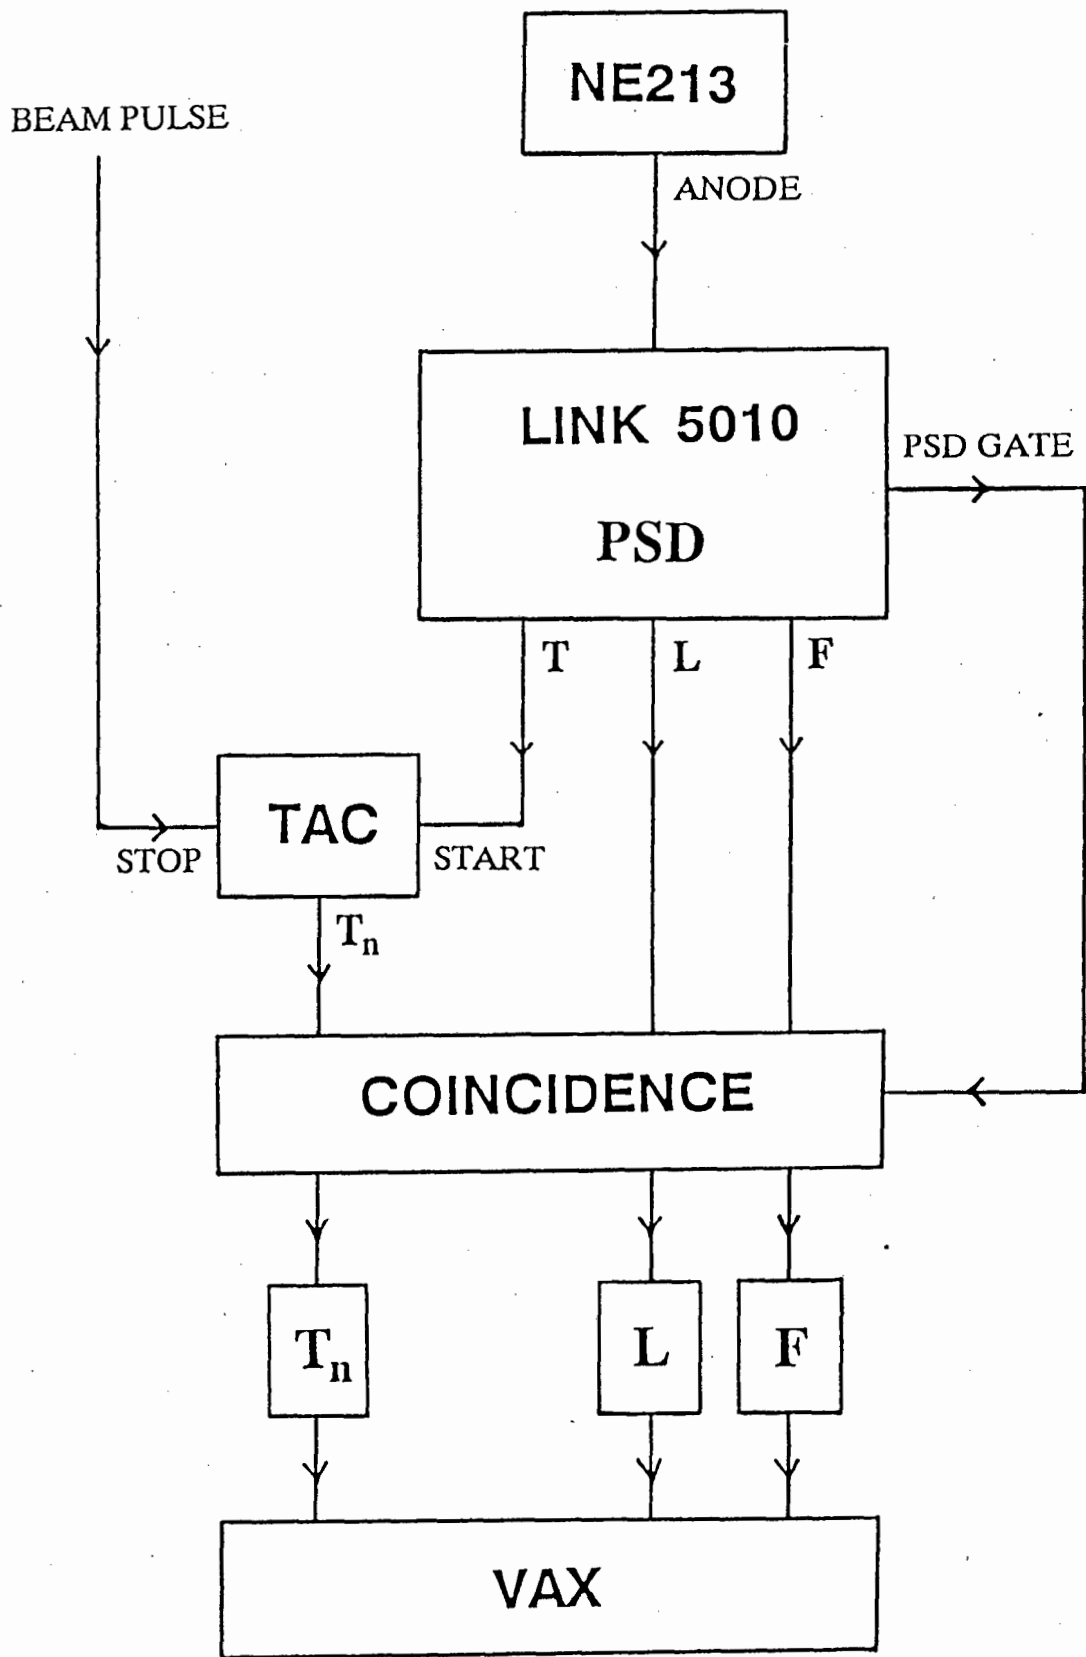 NE213
BEAM PULSE
ANODE
LINK 5010
PSD GATE
PSD
T
L
F
TAC
STOP
START
Tn
COINCIDENCE
Tn
L
F
VAX